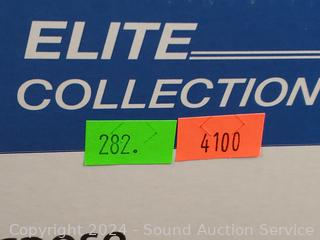 ELITE
COLLECTION
282. 4100
Copyright 2024 - Sound Auction Service